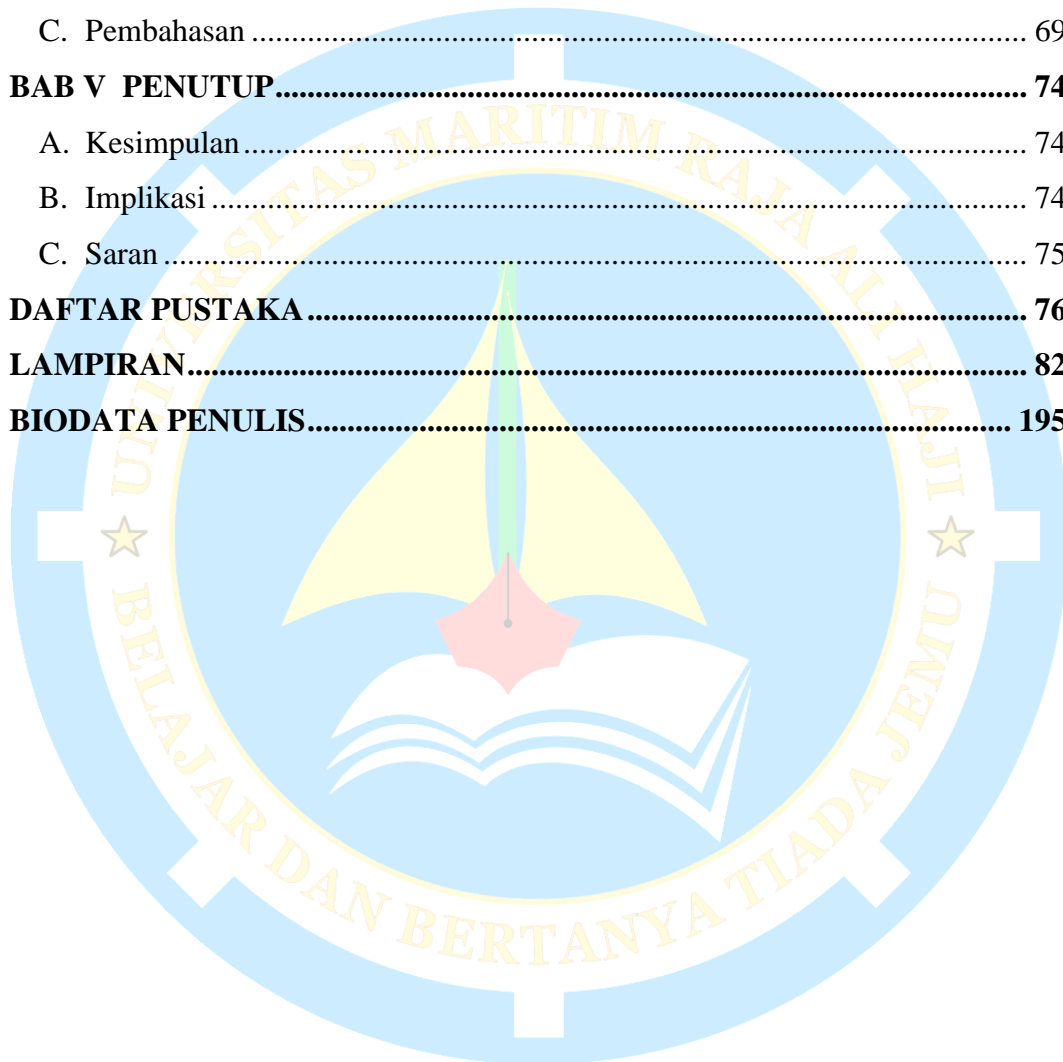 C. Pembahasan ........................................................................................ 69
BAB V  PENUTUP..................................................................................... 74
A. Kesimpulan ......................................................................................... 74
B. Implikasi ............................................................................................. 74
C. Saran ................................................................................................... 75
DAFTAR PUSTAKA ................................................................................. 76
LAMPIRAN............................................................................................... 82
BIODATA PENULIS................................................................................ 195
UNIVERSITAS MARITIM RAJA ALI HAJI
BELAJAR DAN BERTANYA TIADA JEMU